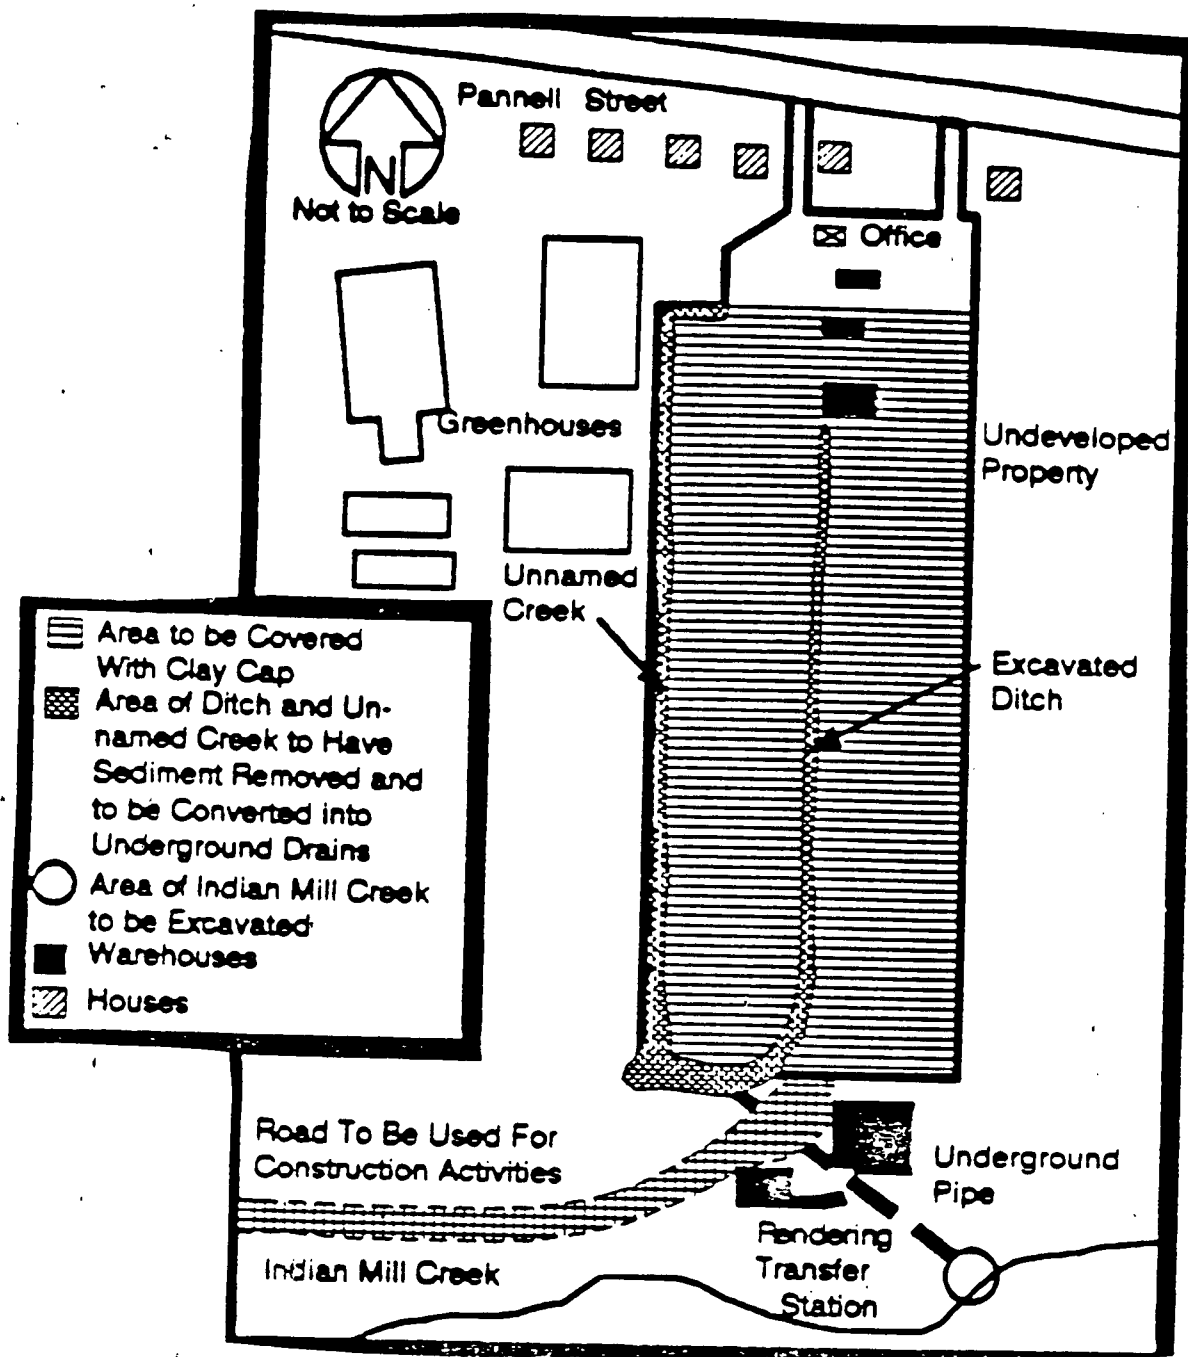 Pannell Street
N
Not to Scale
Office
Greenhouses
Undeveloped
Property
Unnamed
Creek
Excavated
Ditch
Area to be Covered
With Clay Cap
Area of Ditch and Un-
named Creek to Have
Sediment Removed and
to be Converted into
Underground Drains
Area of Indian Mill Creek
to be Excavated
Warehouses
Houses
Road To Be Used For
Construction Activities
Underground
Pipe
Rendering
Transfer
Station
Indian Mill Creek